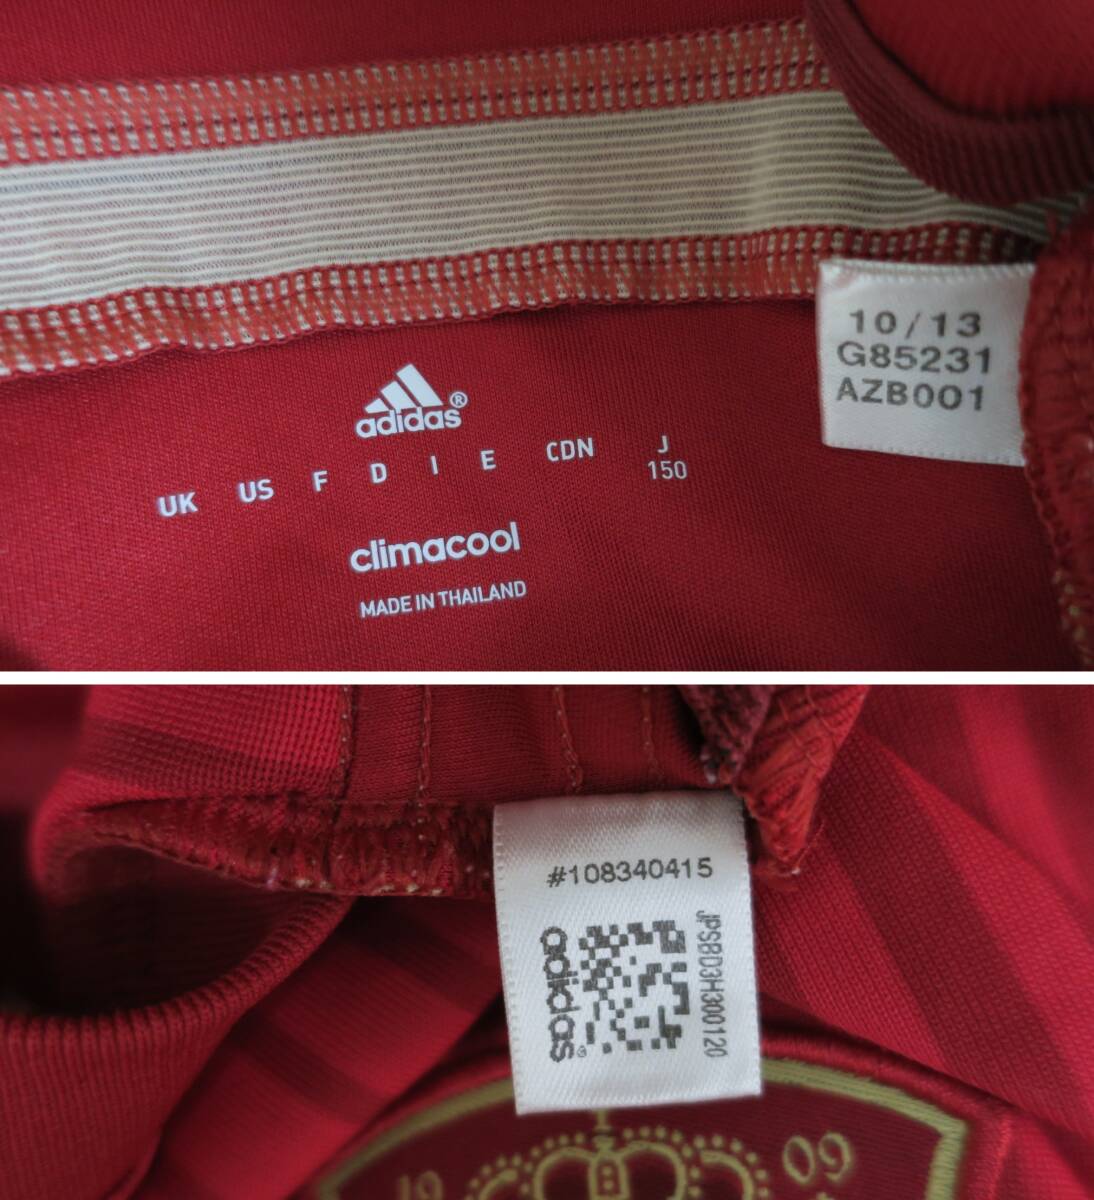 10/13
G85231
AZB001
adidas®
UK US F D I E CDN J
150
climacool
MADE IN THAILAND
#108340415
adidas
JPSBD3H300120
19 09